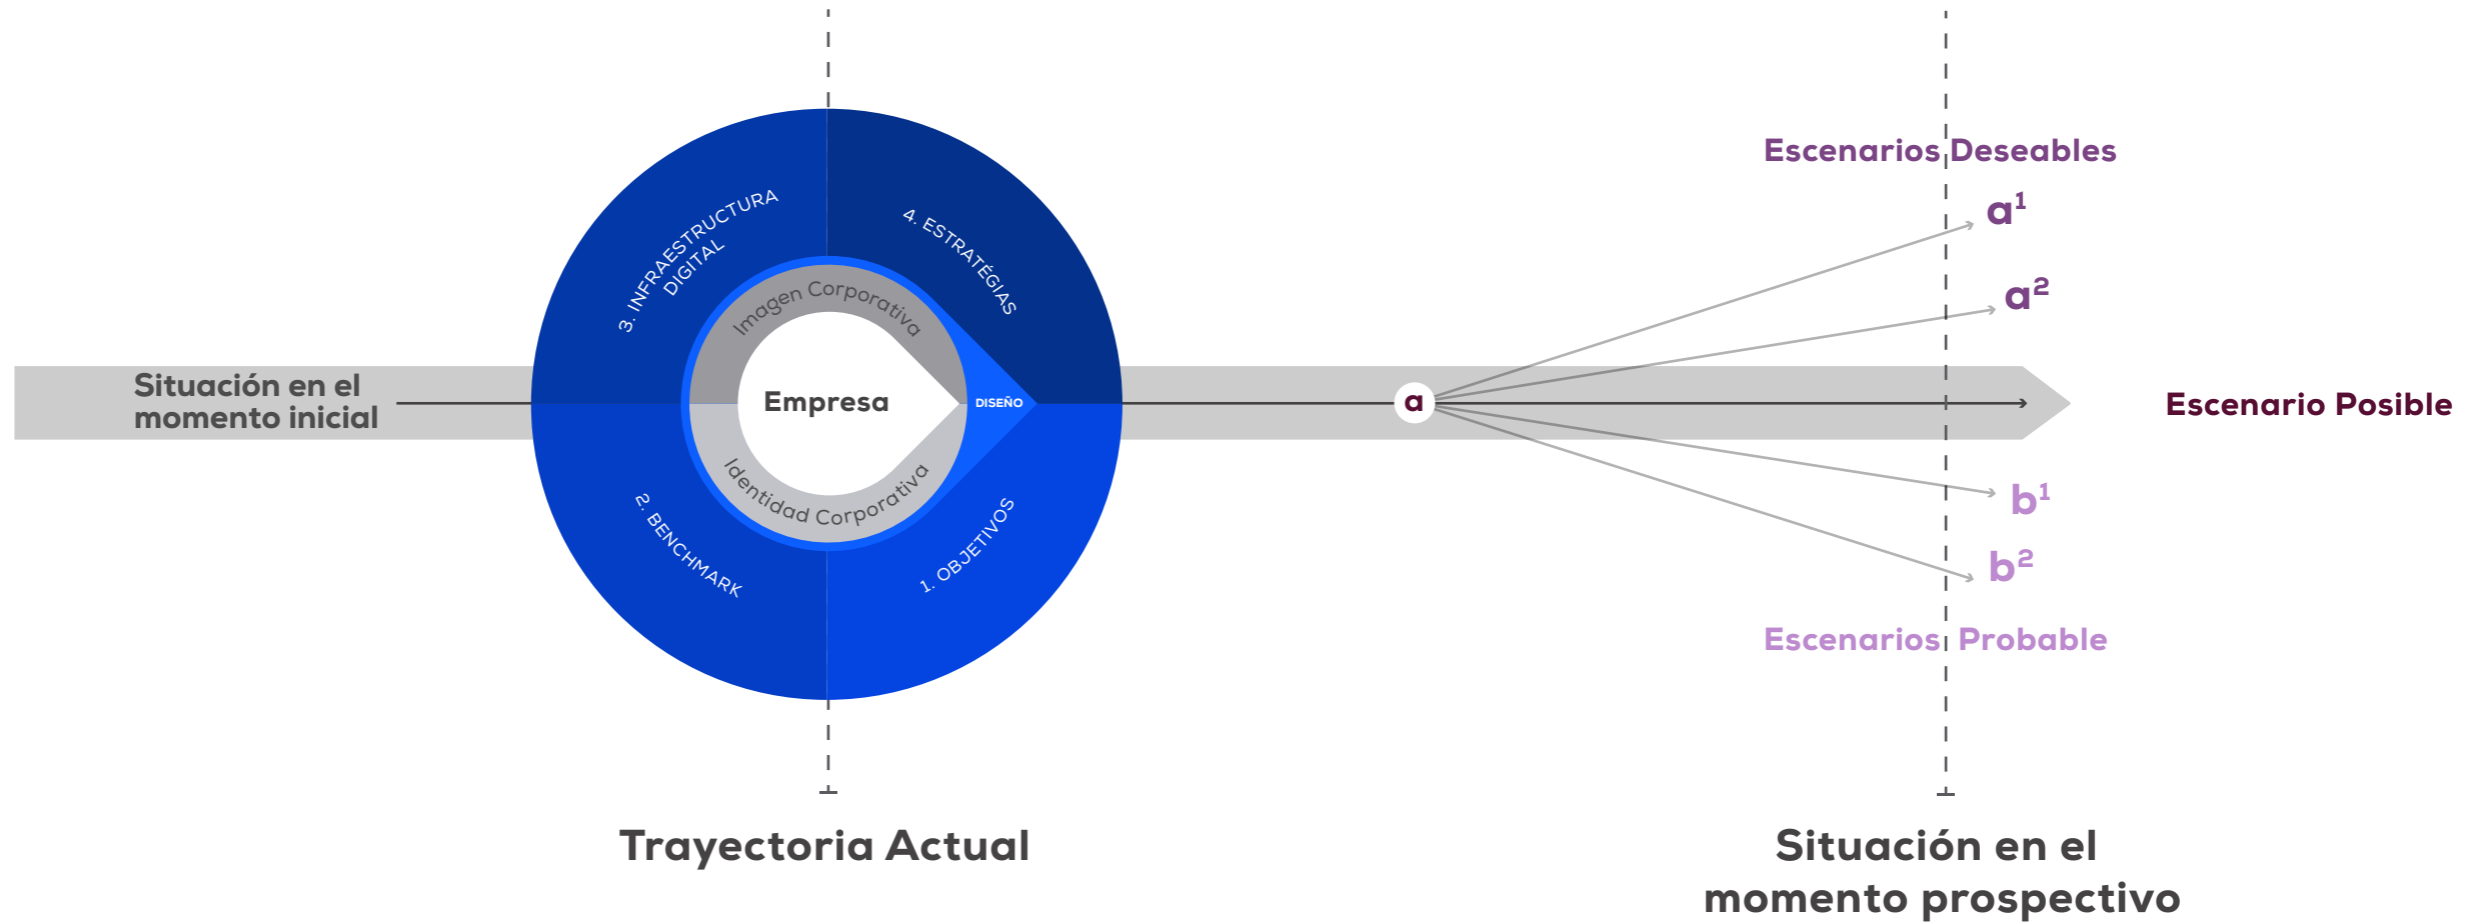 Situación en el
momento inicial
3. INFRAESTRUCTURA
DIGITAL
4. ESTRATÉGIAS
2. BENCHMARK
1. OBJETIVOS
Imagen Corporativa
Empresa
DISEÑO
Identidad Corporativa
a
Escenarios Deseables
a¹
a²
Escenario Posible
b¹
b²
Escenarios Probable
Trayectoria Actual
Situación en el
momento prospectivo